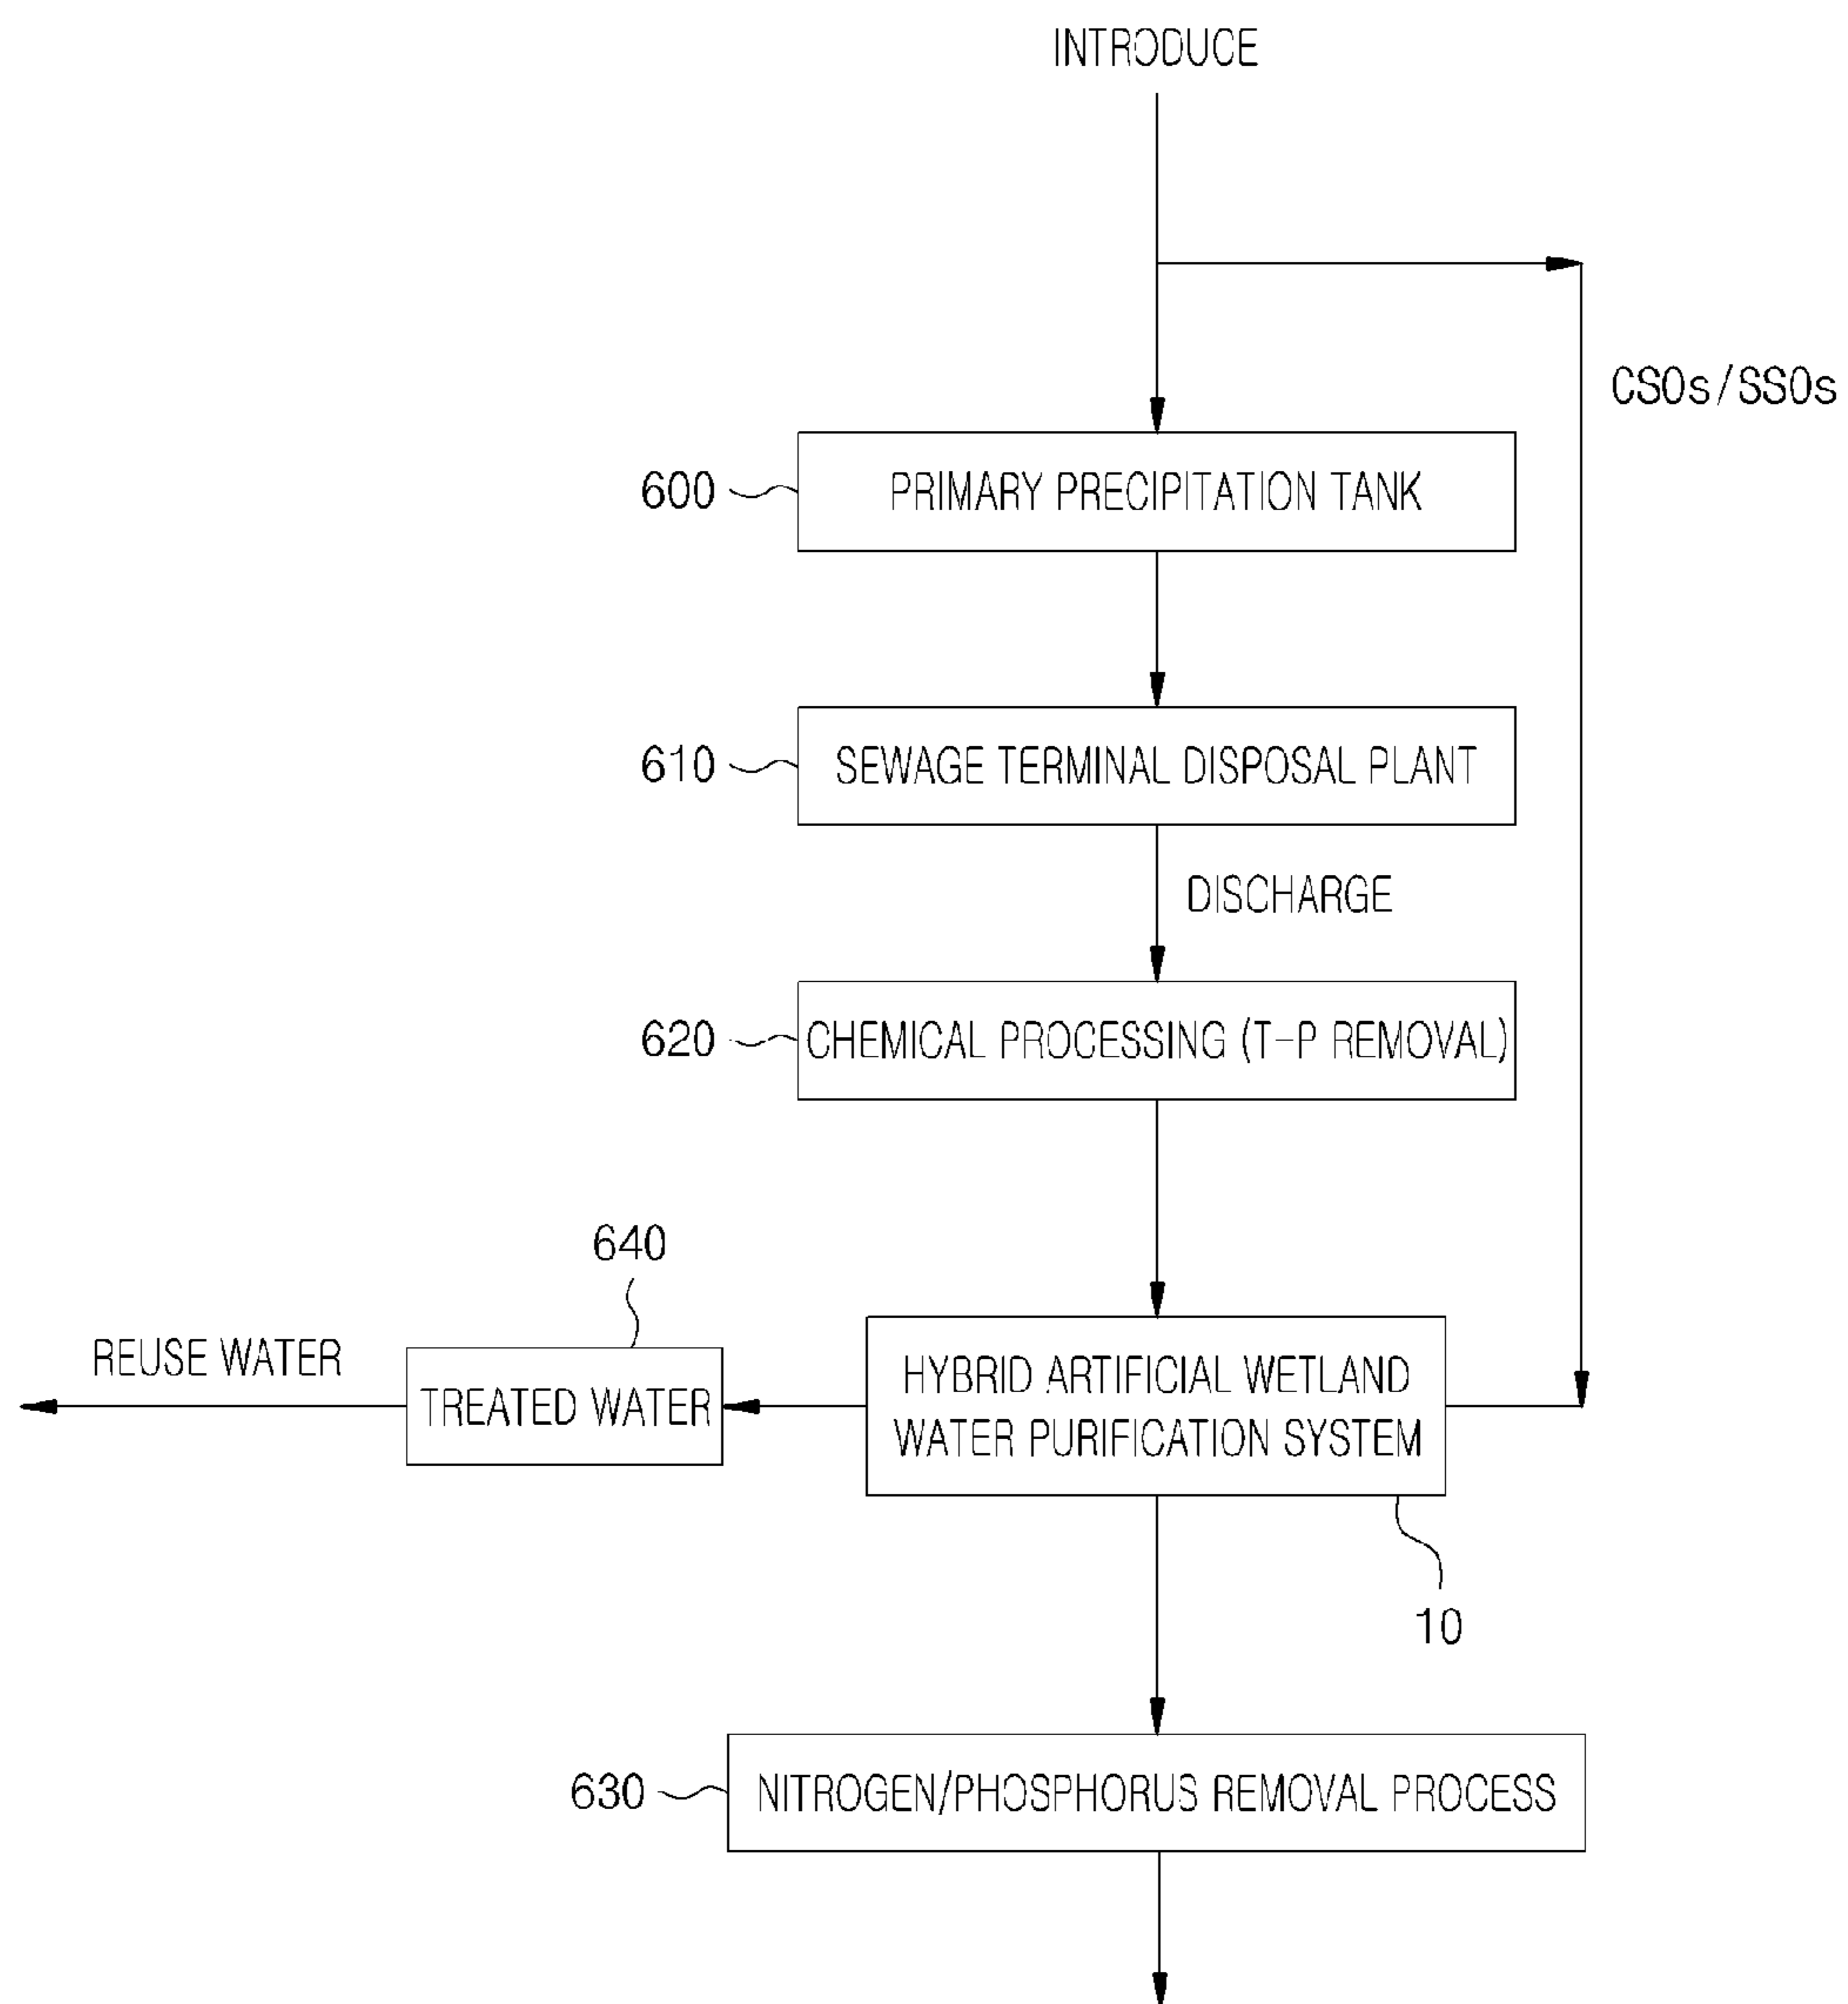 INTRODUCE
CSOs/SSOs
600
PRIMARY PRECIPITATION TANK
610
SEWAGE TERMINAL DISPOSAL PLANT
DISCHARGE
620
CHEMICAL PROCESSING (T-P REMOVAL)
640
REUSE WATER
TREATED WATER
HYBRID ARTIFICIAL WETLAND
WATER PURIFICATION SYSTEM
10
630
NITROGEN/PHOSPHORUS REMOVAL PROCESS